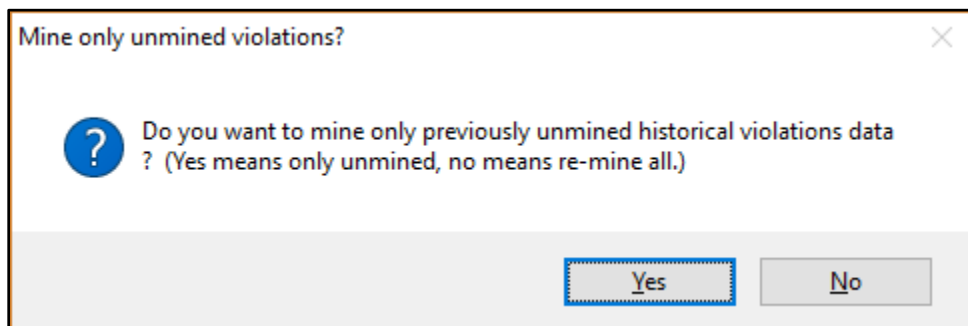 Mine only unmined violations?
Do you want to mine only previously unmined historical violations data
?  (Yes means only unmined, no means re-mine all.)
Yes
No